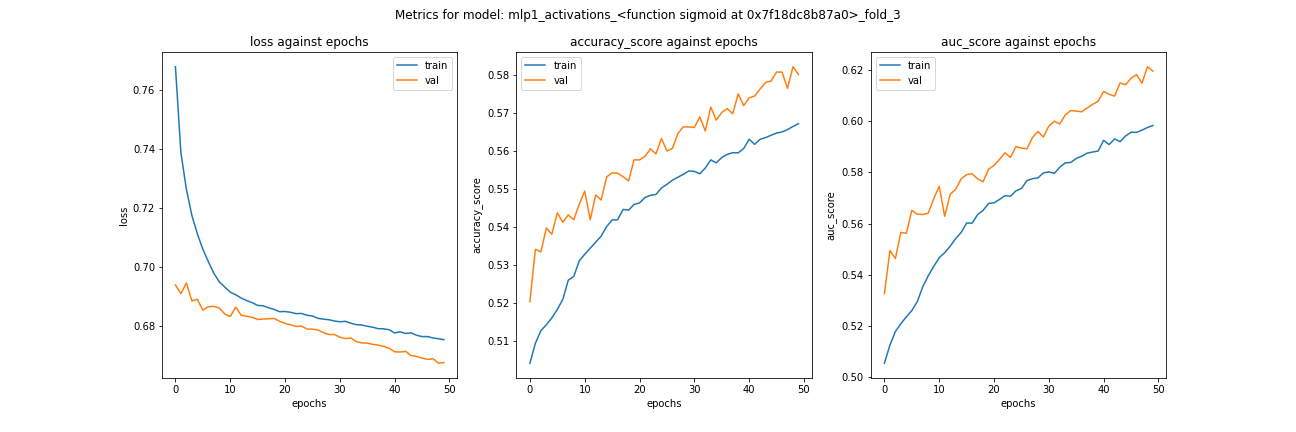 Metrics for model: mlp1_activations_<function sigmoid at 0x7f18dc8b87a0>_fold_3
loss against epochs
train
val
0.76
0.74
0.72
0.70
0.68
loss
0
10
20
30
40
50
epochs
accuracy_score against epochs
train
val
0.58
0.57
0.56
0.55
0.54
0.53
0.52
0.51
accuracy_score
0
10
20
30
40
50
epochs
auc_score against epochs
train
val
0.62
0.60
0.58
0.56
0.54
0.52
0.50
auc_score
0
10
20
30
40
50
epochs